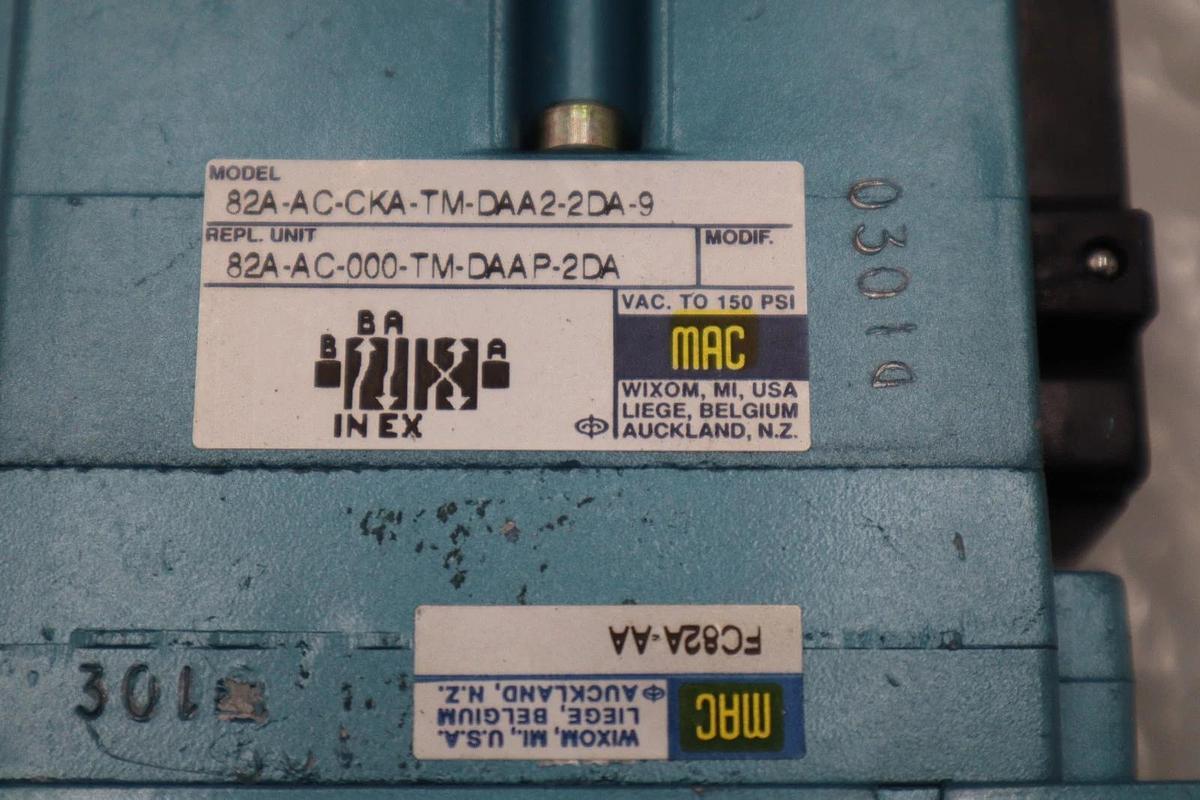 MODEL
82A-AC-CKA-TM-DAA2-2DA-9
REPL. UNIT
MODIF.
82A-AC-000-TM-DAAP-2DA
VAC. TO 150 PSI
MAC
WIXOM, MI, USA
LIEGE, BELGIUM
AUCKLAND, N.Z.
B A
B A
IN EX
0301
FC82A-AA
MAC
WIXOM, MI., U.S.A.
LIEGE, BELGIUM
AUCKLAND, N.Z.
301